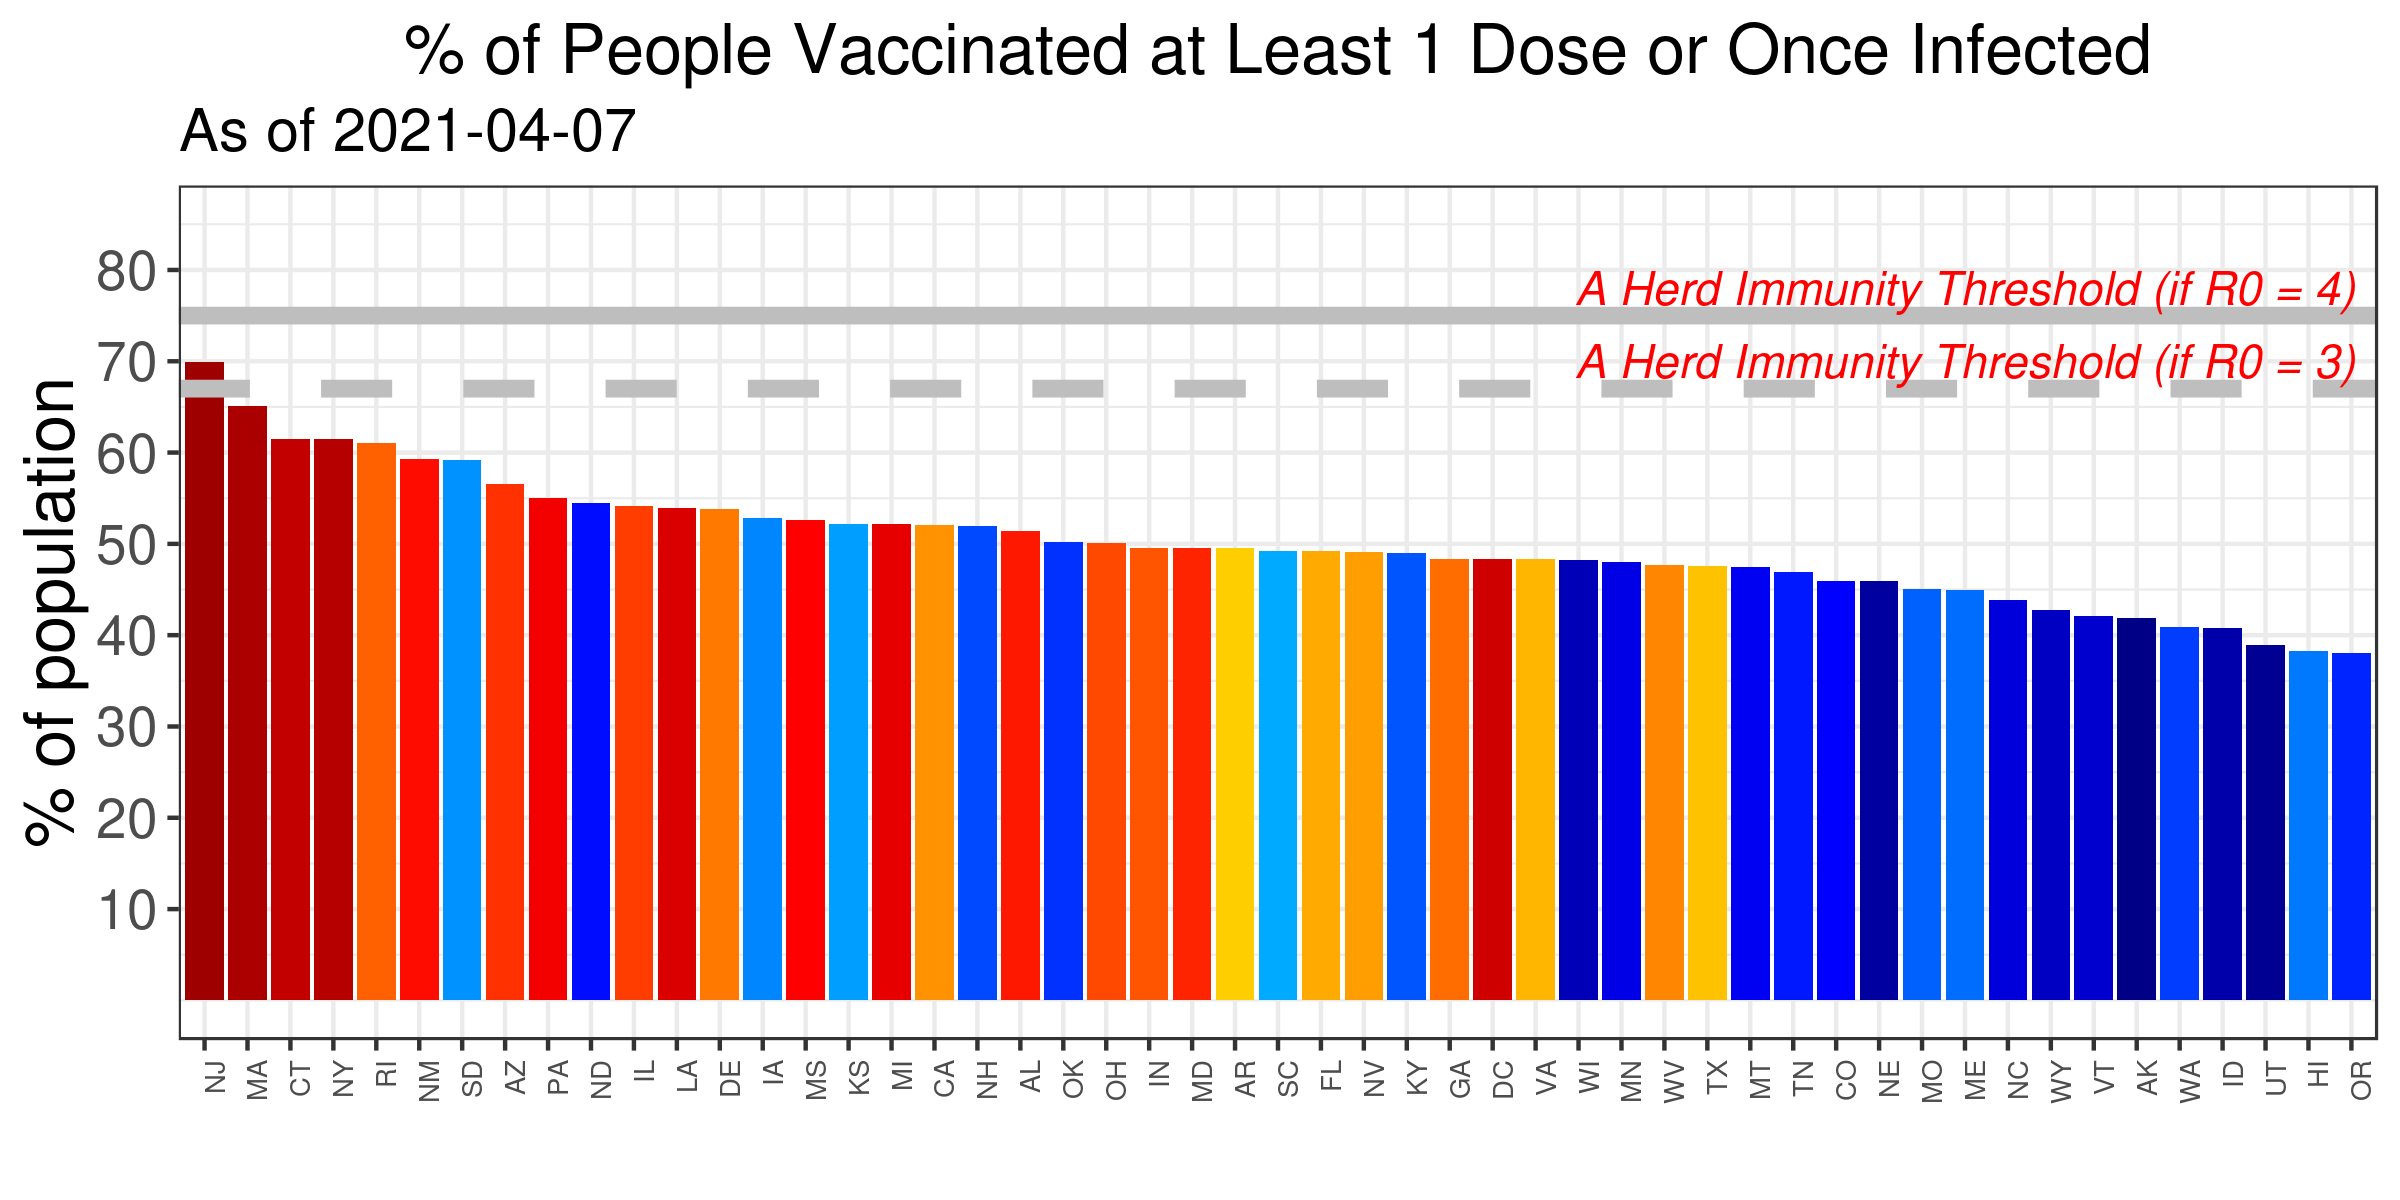 % of People Vaccinated at Least 1 Dose or Once Infected
As of 2021-04-07
% of population
80
70
60
50
40
30
20
10
A Herd Immunity Threshold (if R0 = 4)
A Herd Immunity Threshold (if R0 = 3)
NJ MA CT NY RI NM SD AZ PA ND IL LA DE IA MS KS MI CA NH AL OK OH IN MD AR SC FL NV KY GA DC VA WI MN WV TX MT TN CO NE MO ME NC WY VT AK WA ID UT HI OR